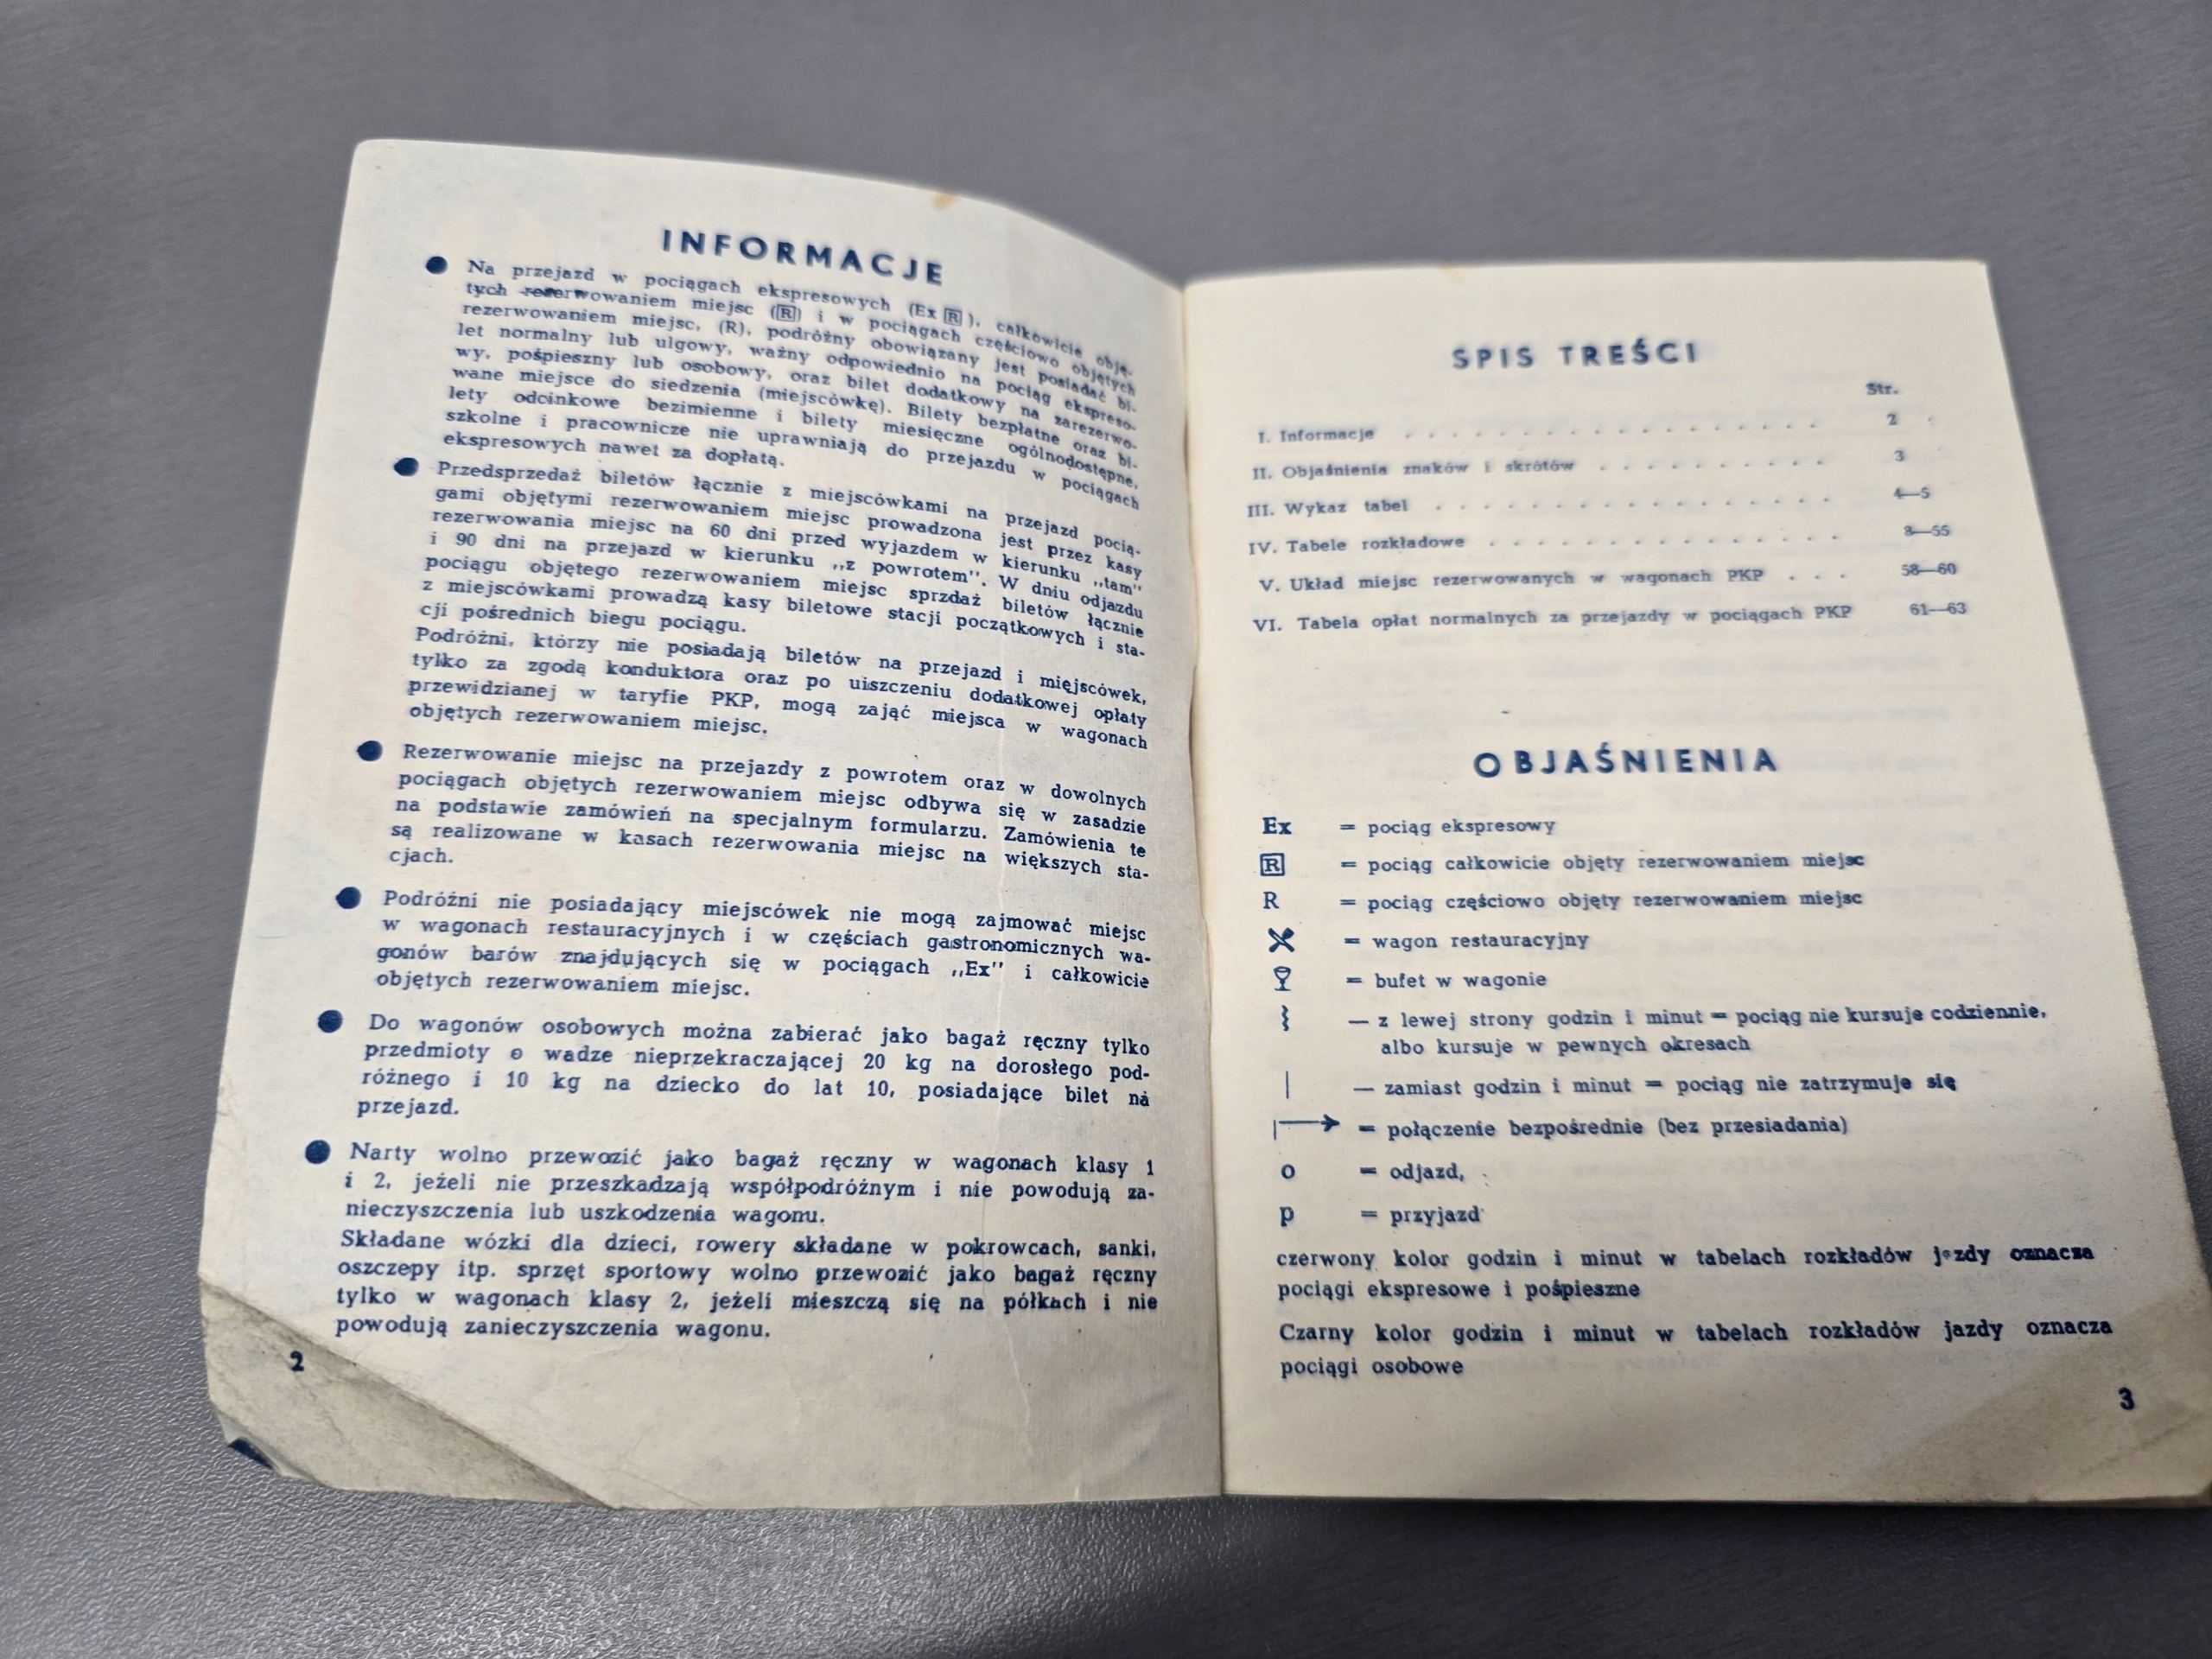 INFORMACJE
● Na przejazd w pociągach ekspresowych (Ex R), całkowicie obję-
tych rezerwowaniem miejsc (R) i w pociągach częściowo objętych
rezerwowaniem miejsc, (R), podróżny obowiązany jest posiadać bi-
let normalny lub ulgowy, ważny odpowiednio na pociąg ekspreso-
wy, pośpieszny lub osobowy, oraz bilet dodatkowy na zarezerwo-
wane miejsce do siedzenia (miejscówkę). Bilety bezpłatne oraz bi-
lety odcinkowe bezimienne i bilety miesięczne ogólnodostępne,
szkolne i pracownicze nie uprawniają do przejazdu w pociągach
ekspresowych nawet za dopłatą.
● Przedsprzedaż biletów łącznie z miejscówkami na przejazd pocią-
gami objętymi rezerwowaniem miejsc prowadzona jest przez kasy
rezerwowania miejsc na 60 dni przed wyjazdem w kierunku „tam"
i 90 dni na przejazd w kierunku „z powrotem". W dniu odjazdu
pociągu objętego rezerwowaniem miejsc sprzdaż biletów łącznie
z miejscówkami prowadzą kasy biletowe stacji początkowych i sta-
cji pośrednich biegu pociągu.
Podróżni, którzy nie posiadają biletów na przejazd i mięjscówek,
tylko za zgodą konduktora oraz po uiszczeniu dodatkowej opłaty
przewidzianej w taryfie PKP, mogą zająć miejsca w wagonach
objętych rezerwowaniem miejsc.
● Rezerwowanie miejsc na przejazdy z powrotem oraz w dowolnych
pociągach objętych rezerwowaniem miejsc odbywa się w zasadzie
na podstawie zamówień na specjalnym formularzu. Zamówienia te
są realizowane w kasach rezerwowania miejsc na większych sta-
cjach.
● Podróżni nie posiadający miejscówek nie mogą zajmować miejsc
w wagonach restauracyjnych i w częściach gastronomicznych wa-
gonów barów znajdujących się w pociągach „Ex" i całkowicie
objętych rezerwowaniem miejsc.
● Do wagonów osobowych można zabierać jako bagaż ręczny tylko
przedmioty o wadze nieprzekraczającej 20 kg na dorosłego pod-
różnego i 10 kg na dziecko do lat 10, posiadające bilet na
przejazd.
● Narty wolno przewozić jako bagaż ręczny w wagonach klasy 1
i 2, jeżeli nie przeszkadzają współpodróżnym i nie powodują za-
nieczyszczenia lub uszkodzenia wagonu.
Składane wózki dla dzieci, rowery składane w pokrowcach, sanki,
oszczepy itp. sprzęt sportowy wolno przewozić jako bagaż ręczny
tylko w wagonach klasy 2, jeżeli mieszczą się na półkach i nie
powodują zanieczyszczenia wagonu.
2
SPIS TREŚCI
Str.
I. Informacje . . . . . . . . . . . . . . . . . . 2
II. Objaśnienia znaków i skrótów . . . . . . . . . . 3
III. Wykaz tabel . . . . . . . . . . . . . . . . . 4—5
IV. Tabele rozkładowe . . . . . . . . . . . . . . . 8—55
V. Układ miejsc rezerwowanych w wagonach PKP . . . 58—60
VI. Tabela opłat normalnych za przejazdy w pociągach PKP 61—63
OBJAŚNIENIA
Ex = pociąg ekspresowy
R = pociąg całkowicie objęty rezerwowaniem miejsc
R = pociąg częściowo objęty rezerwowaniem miejsc
= wagon restauracyjny
= bufet w wagonie
— z lewej strony godzin i minut = pociąg nie kursuje codziennie,
albo kursuje w pewnych okresach
| — zamiast godzin i minut = pociąg nie zatrzymuje się
|→ = połączenie bezpośrednie (bez przesiadania)
o = odjazd,
p = przyjazd
czerwony kolor godzin i minut w tabelach rozkładów jazdy oznacza
pociągi ekspresowe i pośpieszne
Czarny kolor godzin i minut w tabelach rozkładów jazdy oznacza
pociągi osobowe
3